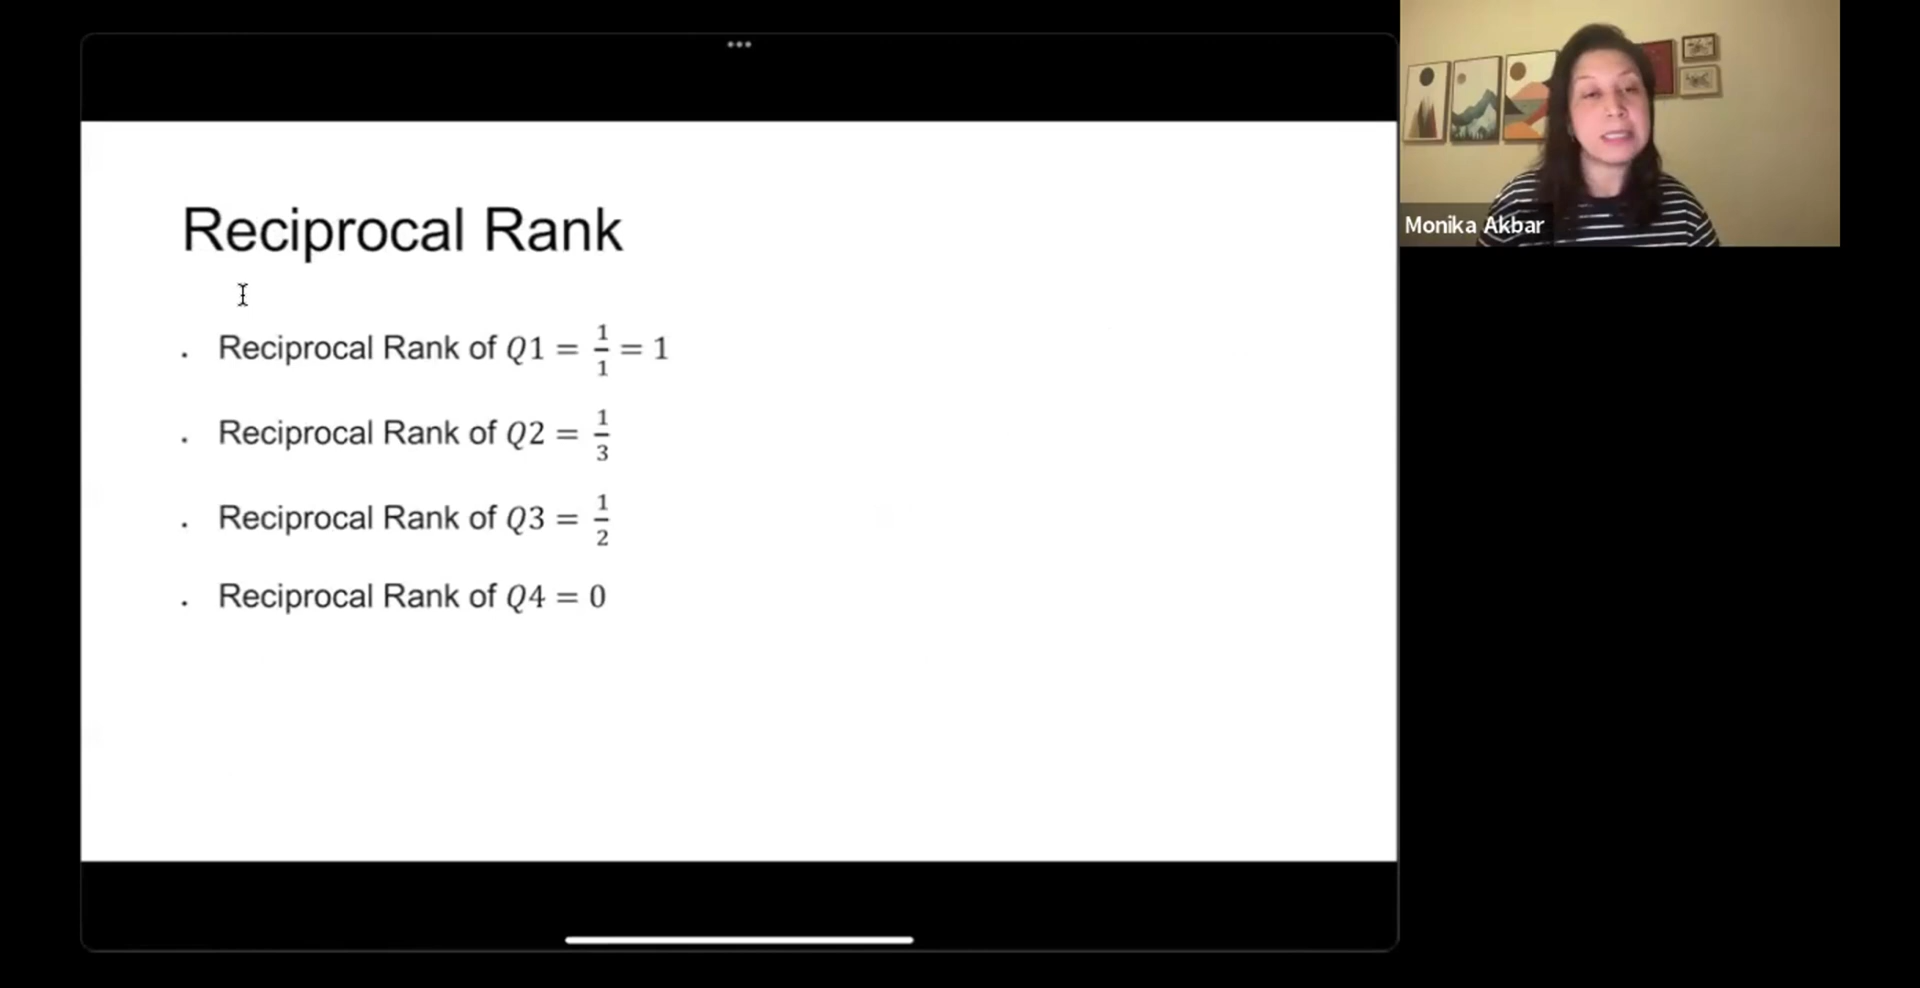 Reciprocal Rank
. Reciprocal Rank of Q1 = 1/1 = 1
. Reciprocal Rank of Q2 = 1/3
. Reciprocal Rank of Q3 = 1/2
. Reciprocal Rank of Q4 = 0
Monika Akbar